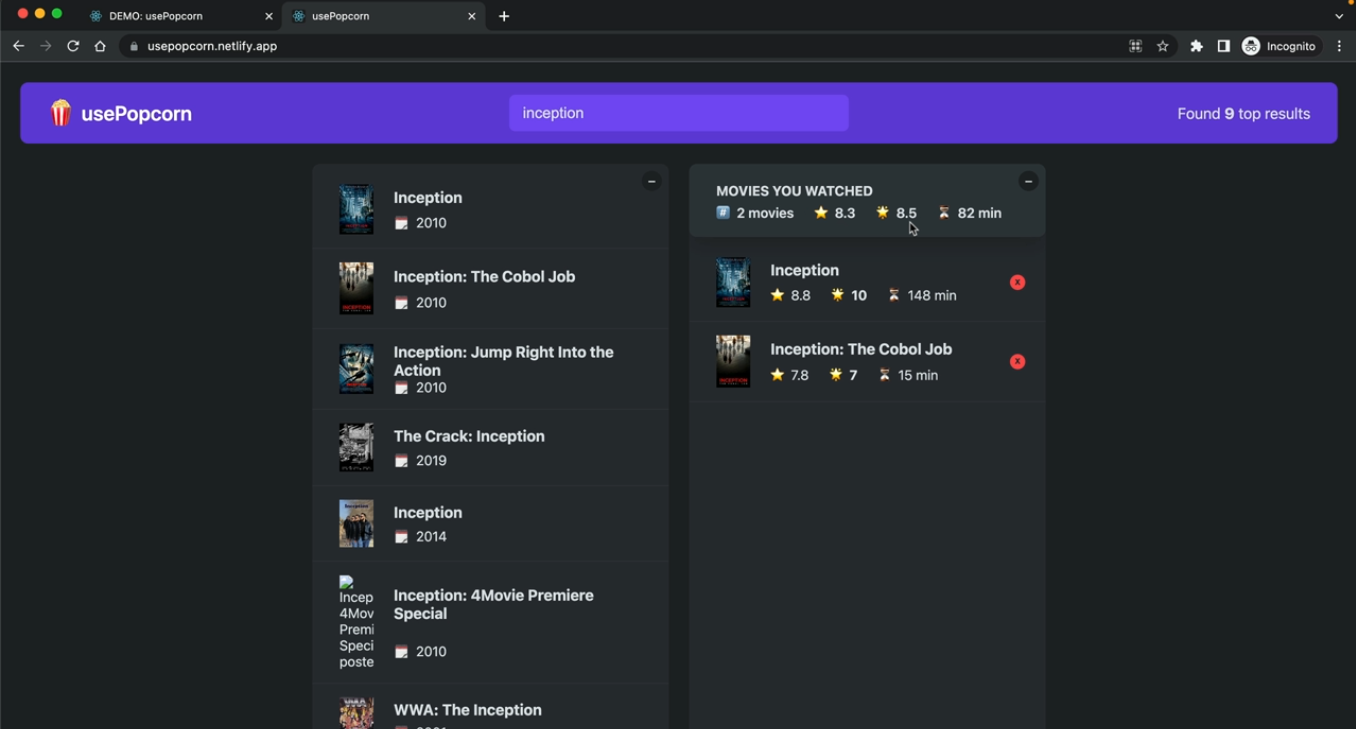 DEMO: usePopcorn
usePopcorn
usepopcorn.netlify.app
Incognito
usePopcorn
inception
Found 9 top results
Inception
2010
Inception: The Cobol Job
2010
Inception: Jump Right Into the
Action
2010
The Crack: Inception
2019
Inception
2014
Incep
4Mov
Premi
Speci
poste
Inception: 4Movie Premiere
Special
2010
WWA: The Inception
MOVIES YOU WATCHED
# 2 movies 8.3 8.5 82 min
Inception
8.8 10 148 min
x
Inception: The Cobol Job
7.8 7 15 min
x